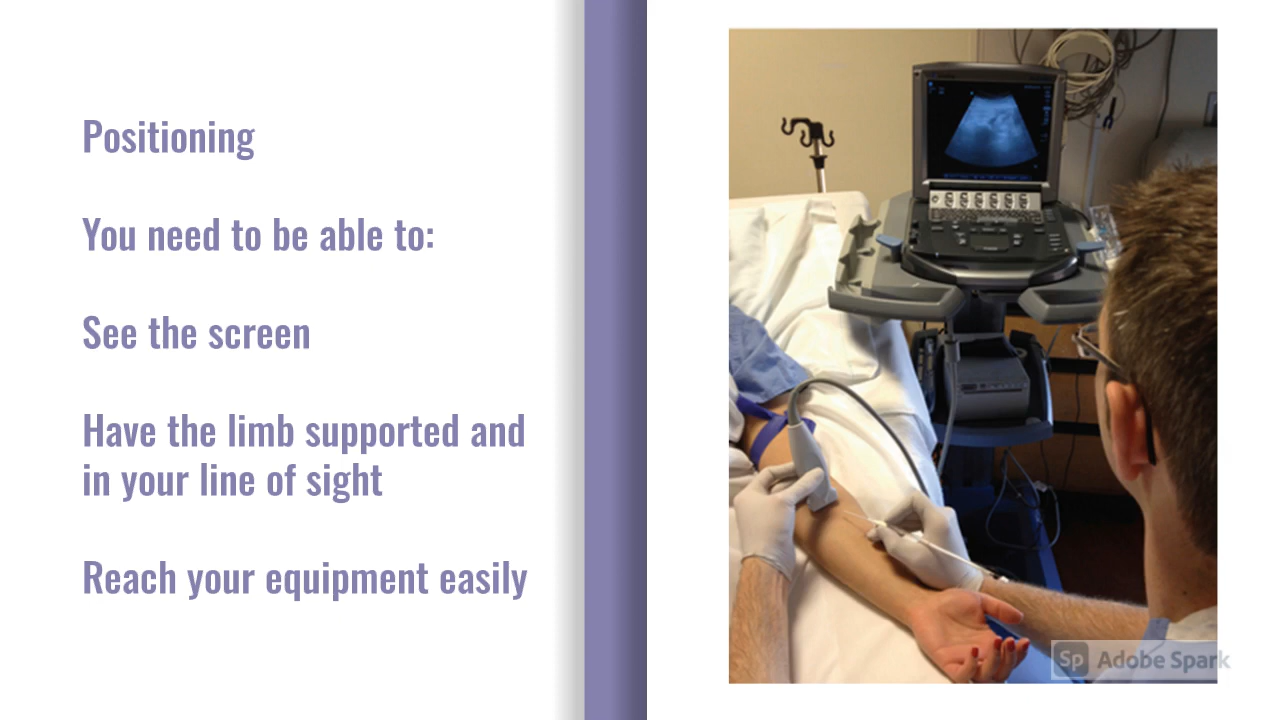 Positioning
You need to be able to:
See the screen
Have the limb supported and
in your line of sight
Reach your equipment easily
Sp Adobe Spark